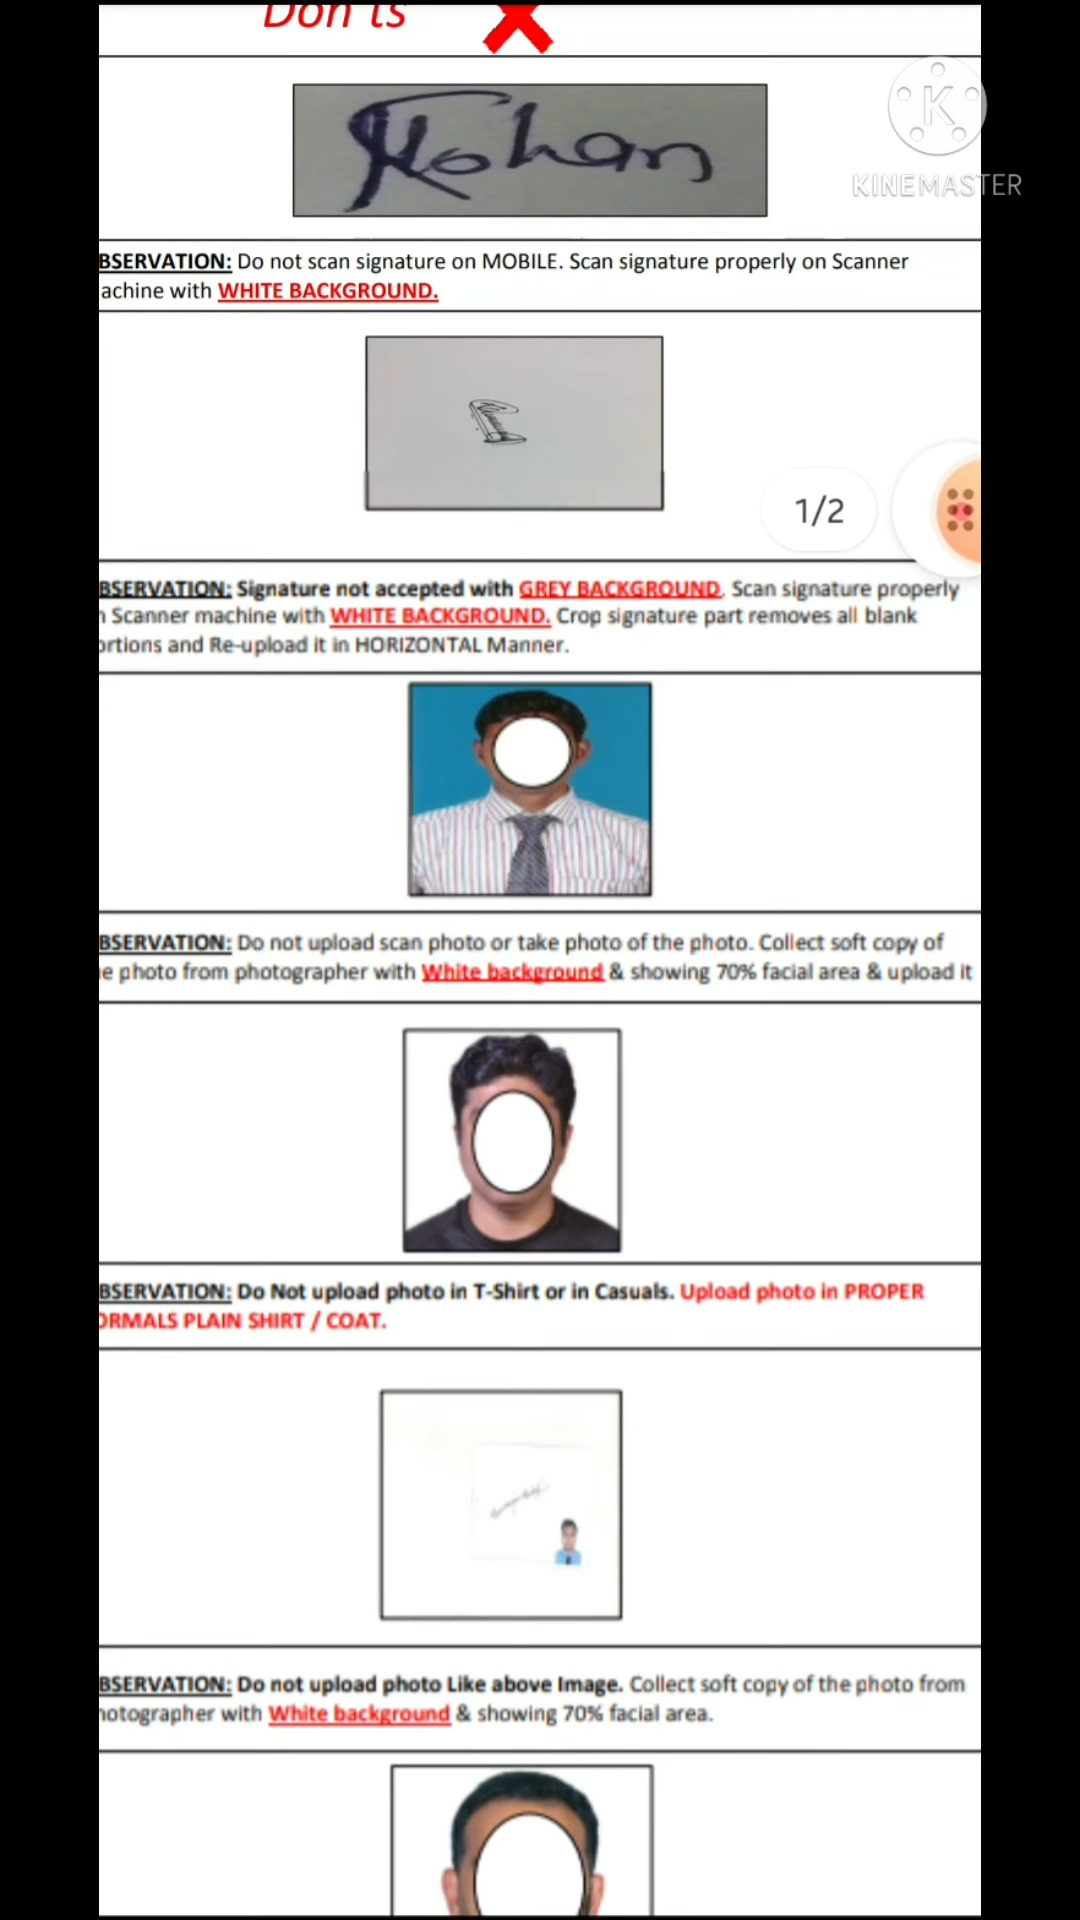 Don'ts
Kohan
KINEMASTER
BSERVATION: Do not scan signature on MOBILE. Scan signature properly on Scanner
achine with WHITE BACKGROUND.
1/2
BSERVATION: Signature not accepted with GREY BACKGROUND. Scan signature properly
n Scanner machine with WHITE BACKGROUND. Crop signature part removes all blank
ortions and Re-upload it in HORIZONTAL Manner.
BSERVATION: Do not upload scan photo or take photo of the photo. Collect soft copy of
e photo from photographer with White background & showing 70% facial area & upload it
BSERVATION: Do Not upload photo in T-Shirt or in Casuals. Upload photo in PROPER
ORMALS PLAIN SHIRT / COAT.
BSERVATION: Do not upload photo Like above Image. Collect soft copy of the photo from
hotographer with White background & showing 70% facial area.